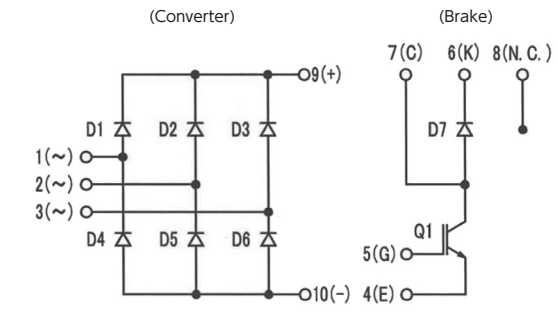 (Converter)
(Brake)
7(C) 6(K) 8(N.C.)
9(+)
D1 D2 D3 D7
1(~)
2(~)
3(~)
D4 D5 D6 Q1
5(G)
10(-) 4(E)